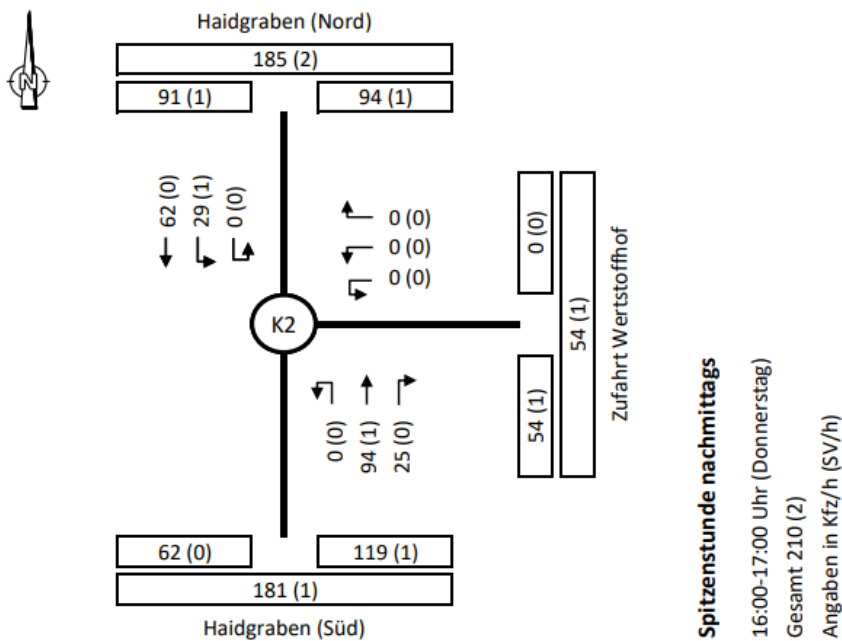 Haidgraben (Nord)
185 (2)
91 (1)
94 (1)
N
62 (0)
29 (1)
0 (0)
0 (0)
0 (0)
0 (0)
0 (0)
54 (1)
54 (1)
Zufahrt Wertstoffhof
K2
0 (0)
94 (1)
25 (0)
62 (0)
119 (1)
181 (1)
Haidgraben (Süd)
Spitzenstunde nachmittags
16:00-17:00 Uhr (Donnerstag)
Gesamt 210 (2)
Angaben in Kfz/h (SV/h)